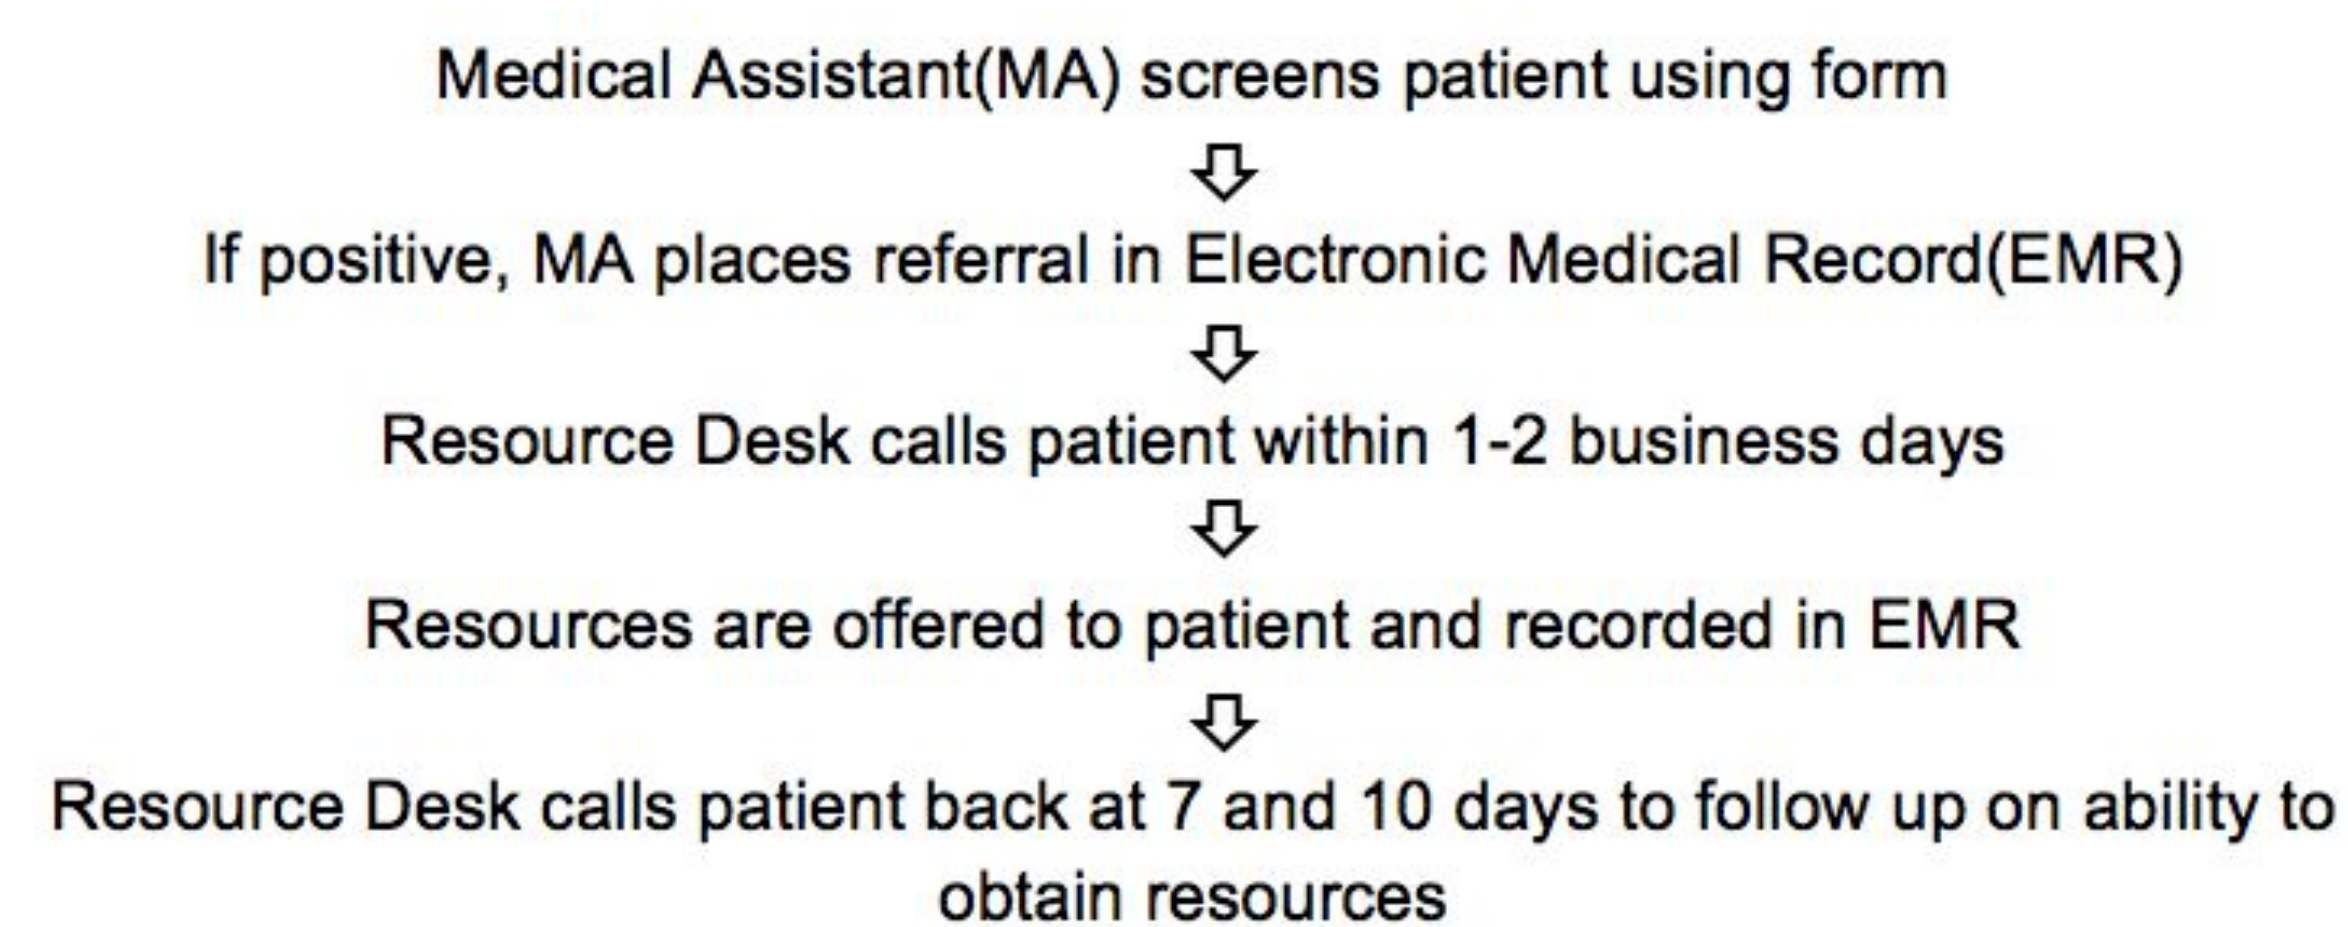 Medical Assistant(MA) screens patient using form
If positive, MA places referral in Electronic Medical Record(EMR)
Resource Desk calls patient within 1-2 business days
Resources are offered to patient and recorded in EMR
Resource Desk calls patient back at 7 and 10 days to follow up on ability to
obtain resources